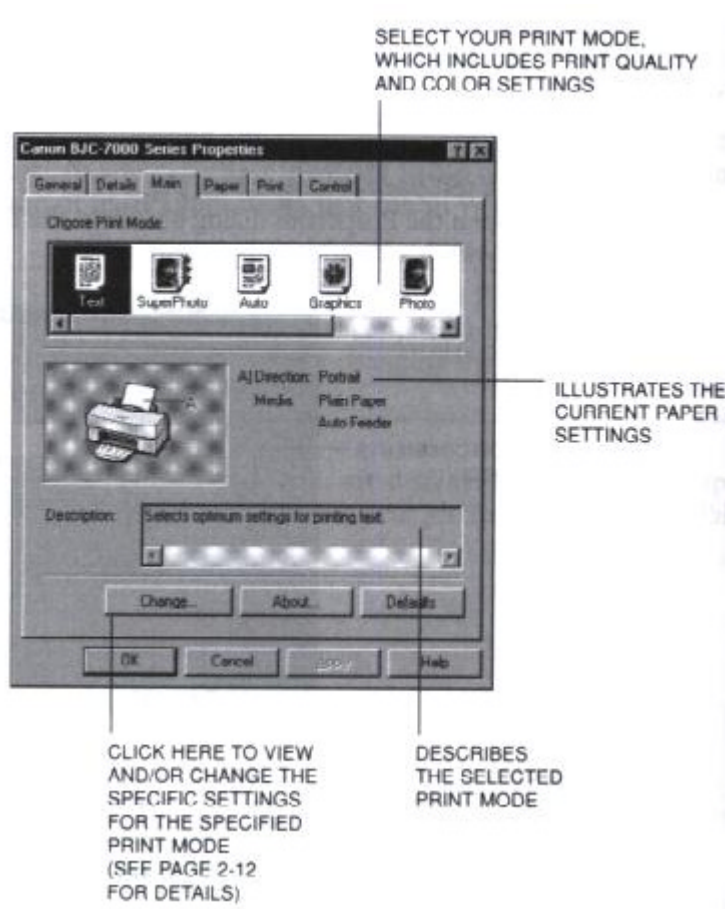 SELECT YOUR PRINT MODE,
WHICH INCLUDES PRINT QUALITY
AND COLOR SETTINGS
Canon BJC-7000 Series Properties
General Details Main Paper Print Control
Choose Print Mode
Text SuperPhoto Auto Graphics Photo
A] Direction: Portrait
Media: Plain Paper
Auto Feeder
ILLUSTRATES THE
CURRENT PAPER
SETTINGS
A
Description: Selects optimum settings for printing text.
Change... About... Defaults
OK Cancel Apply Help
CLICK HERE TO VIEW
AND/OR CHANGE THE
SPECIFIC SETTINGS
FOR THE SPECIFIED
PRINT MODE
(SEE PAGE 2-12
FOR DETAILS)
DESCRIBES
THE SELECTED
PRINT MODE